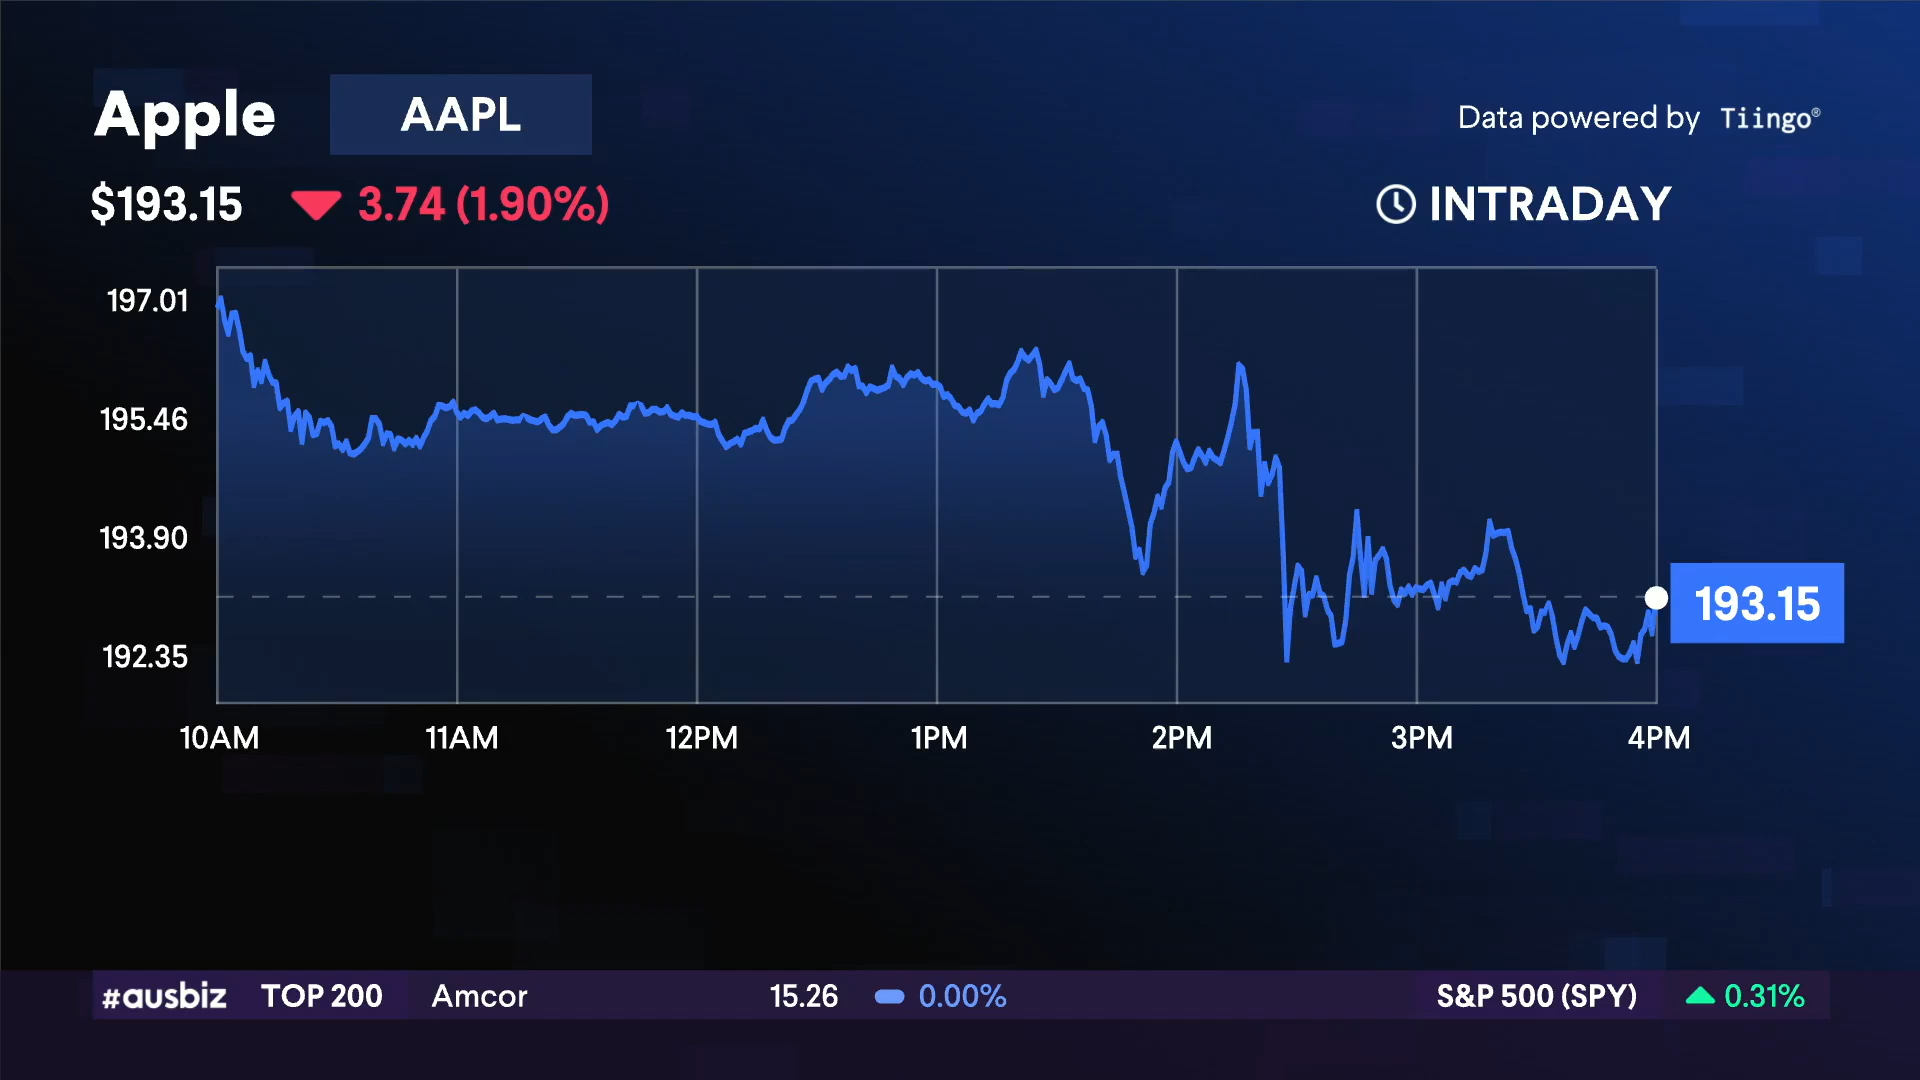 Apple AAPL Data powered by Tiingo®
$193.15 3.74 (1.90%) INTRADAY
197.01
195.46
193.90
193.15
192.35
10AM 11AM 12PM 1PM 2PM 3PM 4PM
#ausbiz TOP 200 Amcor 15.26 0.00% S&P 500 (SPY) 0.31%